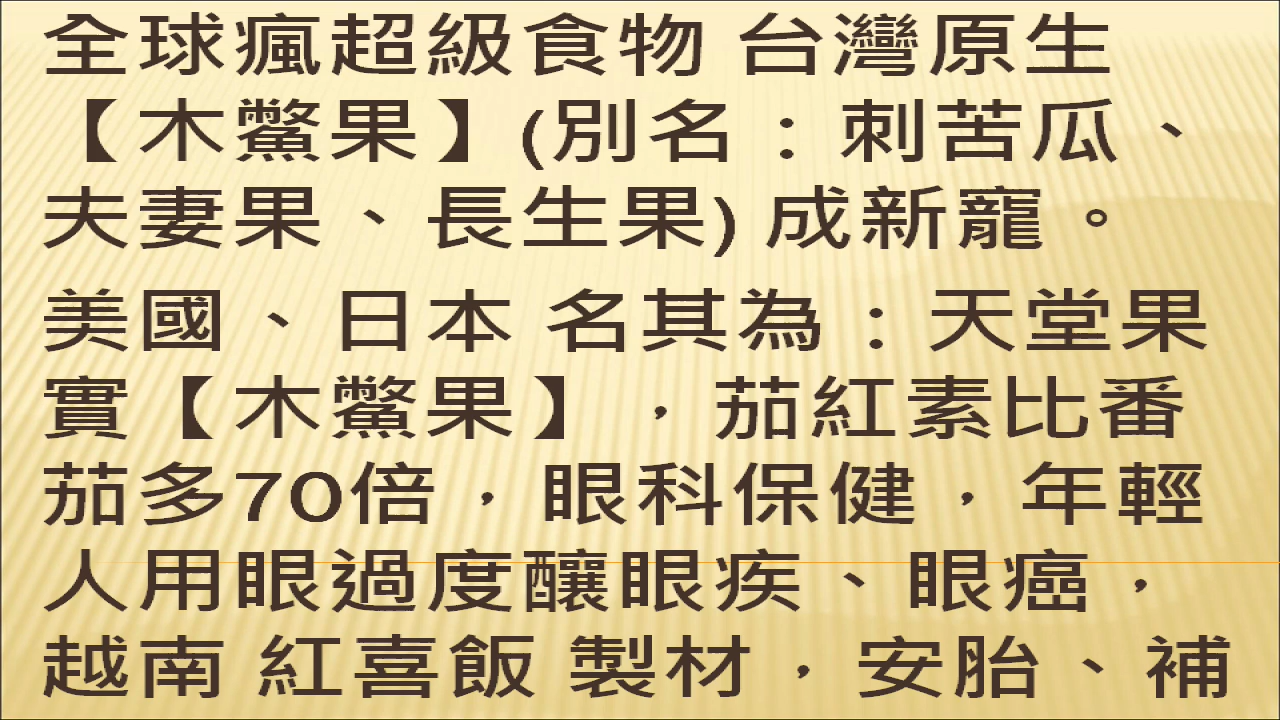 全球瘋超級食物 台灣原生
【木鱉果】(別名：刺苦瓜、
夫妻果、長生果) 成新寵。
美國、日本 名其為：天堂果
實【木鱉果】，茄紅素比番
茄多70倍，眼科保健，年輕
人用眼過度釀眼疾、眼癌，
越南 紅喜飯 製材，安胎、補